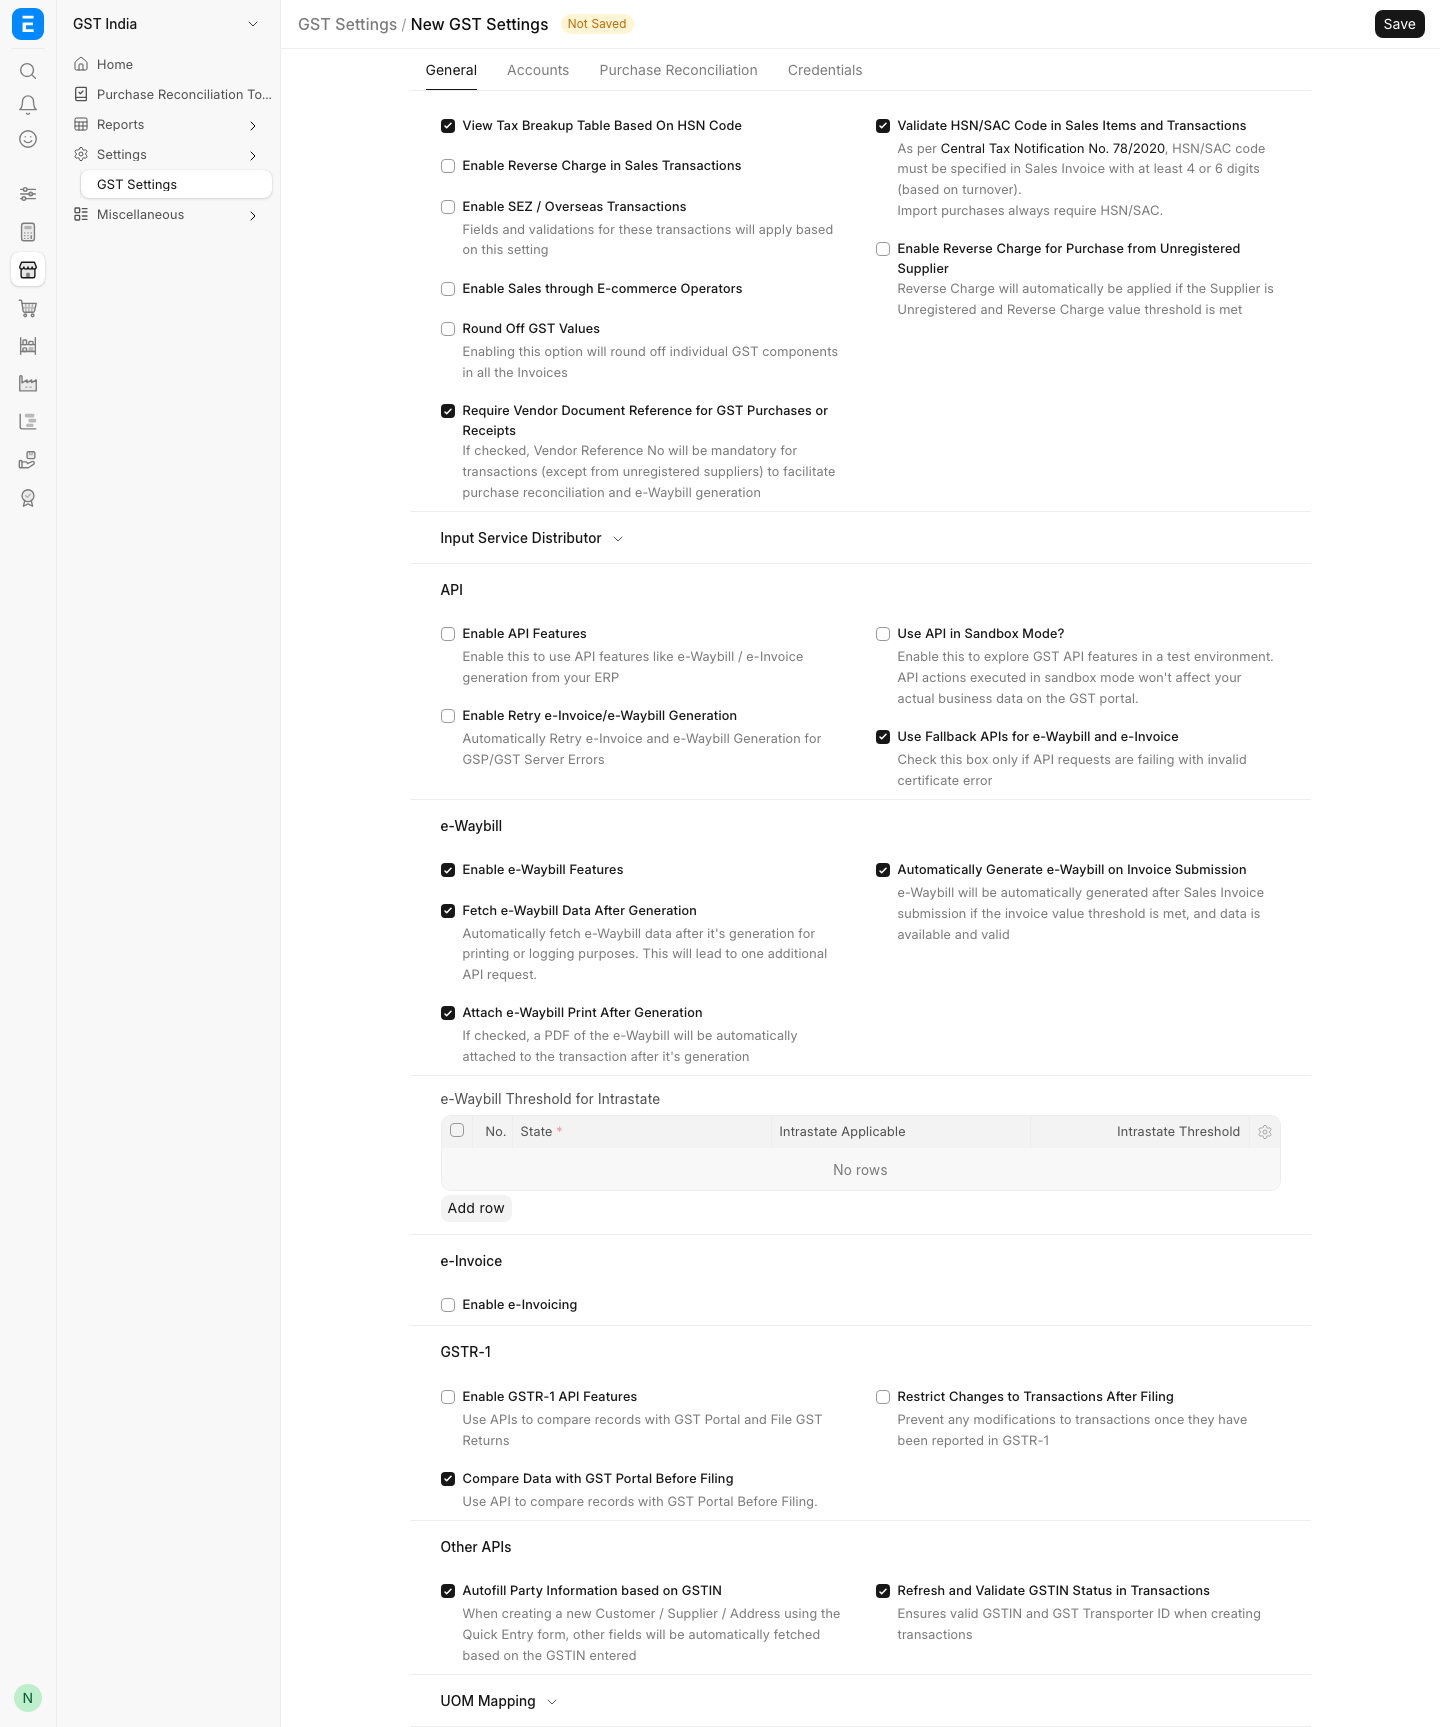 GST India
Home
Purchase Reconciliation To...
Reports
Settings
GST Settings
Miscellaneous
N
GST Settings / New GST Settings
Not Saved
Save
General
Accounts
Purchase Reconciliation
Credentials
View Tax Breakup Table Based On HSN Code
Enable Reverse Charge in Sales Transactions
Enable SEZ / Overseas Transactions
Fields and validations for these transactions will apply based
on this setting
Enable Sales through E-commerce Operators
Round Off GST Values
Enabling this option will round off individual GST components
in all the Invoices
Require Vendor Document Reference for GST Purchases or
Receipts
If checked, Vendor Reference No will be mandatory for
transactions (except from unregistered suppliers) to facilitate
purchase reconciliation and e-Waybill generation
Validate HSN/SAC Code in Sales Items and Transactions
As per Central Tax Notification No. 78/2020, HSN/SAC code
must be specified in Sales Invoice with at least 4 or 6 digits
(based on turnover).
Import purchases always require HSN/SAC.
Enable Reverse Charge for Purchase from Unregistered
Supplier
Reverse Charge will automatically be applied if the Supplier is
Unregistered and Reverse Charge value threshold is met
Input Service Distributor
API
Enable API Features
Enable this to use API features like e-Waybill / e-Invoice
generation from your ERP
Enable Retry e-Invoice/e-Waybill Generation
Automatically Retry e-Invoice and e-Waybill Generation for
GSP/GST Server Errors
Use API in Sandbox Mode?
Enable this to explore GST API features in a test environment.
API actions executed in sandbox mode won't affect your
actual business data on the GST portal.
Use Fallback APIs for e-Waybill and e-Invoice
Check this box only if API requests are failing with invalid
certificate error
e-Waybill
Enable e-Waybill Features
Fetch e-Waybill Data After Generation
Automatically fetch e-Waybill data after it's generation for
printing or logging purposes. This will lead to one additional
API request.
Attach e-Waybill Print After Generation
If checked, a PDF of the e-Waybill will be automatically
attached to the transaction after it's generation
Automatically Generate e-Waybill on Invoice Submission
e-Waybill will be automatically generated after Sales Invoice
submission if the invoice value threshold is met, and data is
available and valid
e-Waybill Threshold for Intrastate
No. State * Intrastate Applicable Intrastate Threshold
No rows
Add row
e-Invoice
Enable e-Invoicing
GSTR-1
Enable GSTR-1 API Features
Use APIs to compare records with GST Portal and File GST
Returns
Compare Data with GST Portal Before Filing
Use API to compare records with GST Portal Before Filing.
Restrict Changes to Transactions After Filing
Prevent any modifications to transactions once they have
been reported in GSTR-1
Other APIs
Autofill Party Information based on GSTIN
When creating a new Customer / Supplier / Address using the
Quick Entry form, other fields will be automatically fetched
based on the GSTIN entered
Refresh and Validate GSTIN Status in Transactions
Ensures valid GSTIN and GST Transporter ID when creating
transactions
UOM Mapping